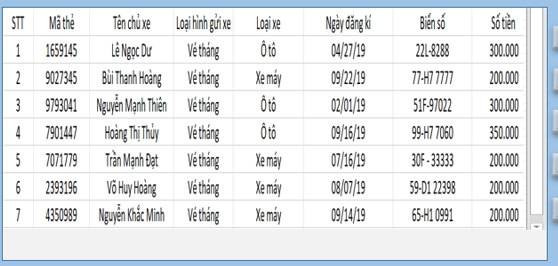 STT Mã thẻ Tên chủ xe Loại hình gửi xe Loại xe Ngày đăng kí Biển số Số tiền
1 1659145 Lê Ngọc Dư Vé tháng Ô tô 04/27/19 22L-8288 300.000
2 9027345 Bùi Thanh Hoàng Vé tháng Xe máy 09/22/19 77-H7 7777 200.000
3 9793041 Nguyễn Mạnh Thiên Vé tháng Ô tô 02/01/19 51F-97022 300.000
4 7901447 Hoàng Thị Thủy Vé tháng Ô tô 09/16/19 99-H7 7060 350.000
5 7071779 Trần Mạnh Đạt Vé tháng Xe máy 07/16/19 30F - 33333 200.000
6 2393196 Võ Huy Hoàng Vé tháng Xe máy 08/07/19 59-D1 22398 200.000
7 4350989 Nguyễn Khắc Minh Vé tháng Xe máy 09/14/19 65-H1 0991 200.000